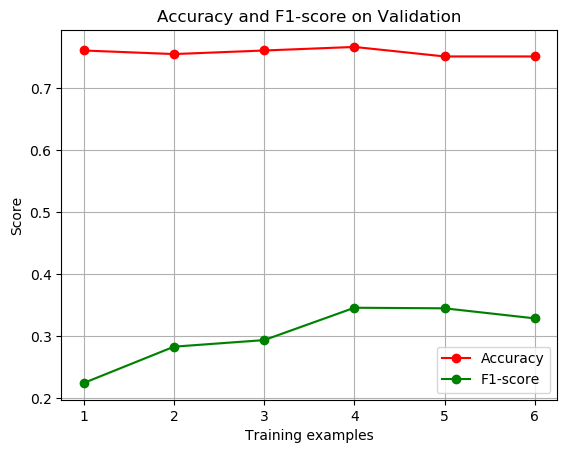 Accuracy and F1-score on Validation
Score
0.7
0.6
0.5
0.4
0.3
0.2
Accuracy
F1-score
1 2 3 4 5 6
Training examples